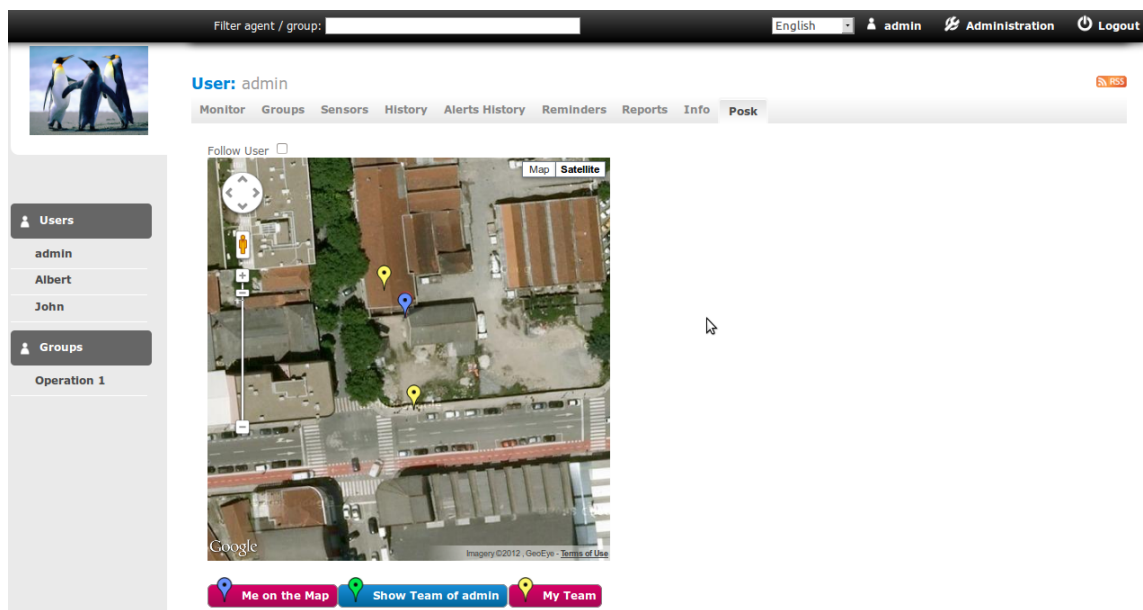 Filter agent / group: English admin Administration Logout
User: admin
RSS
Monitor Groups Sensors History Alerts History Reminders Reports Info Posk
Follow User
Map Satellite
Users
admin
Albert
John
Groups
Operation 1
Google
Imagery ©2012 , GeoEye - Terms of Use
Me on the Map Show Team of admin My Team